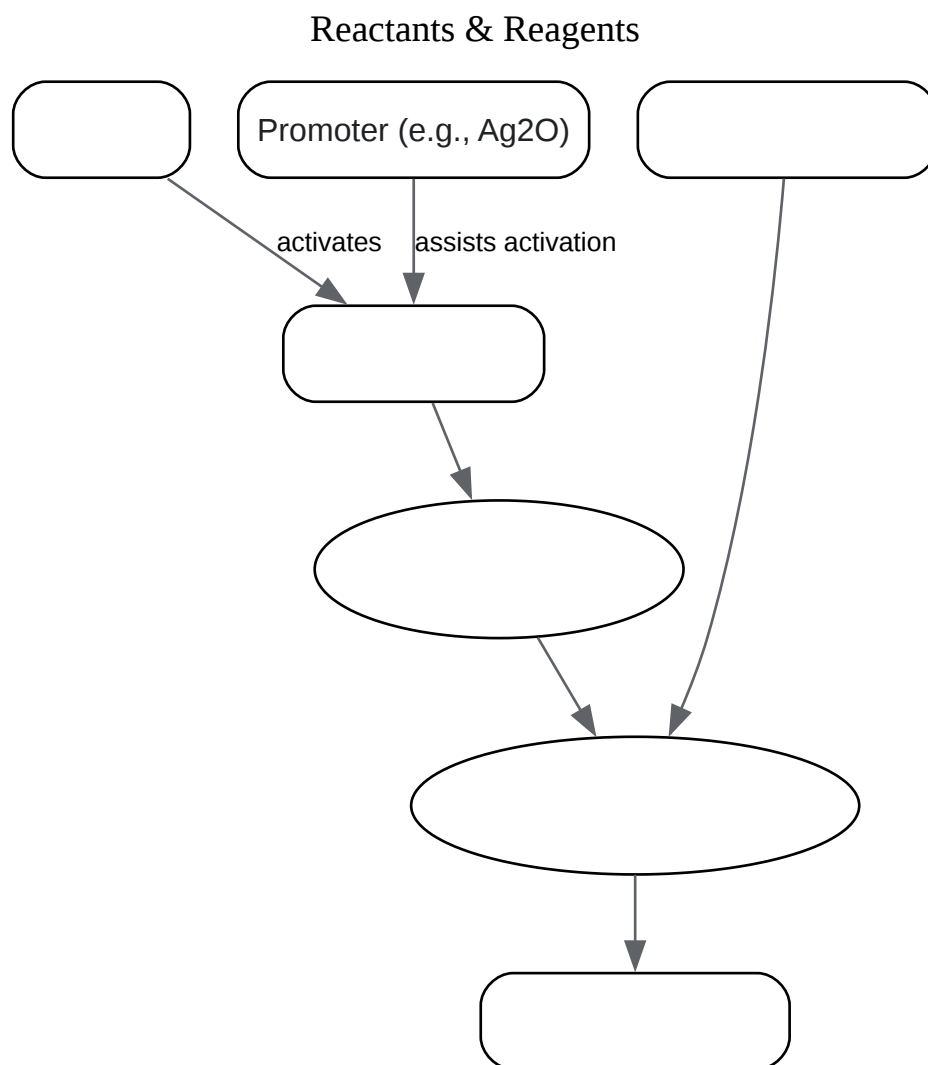 Reactants & Reagents
Promoter (e.g., Ag2O)
activates
assists activation